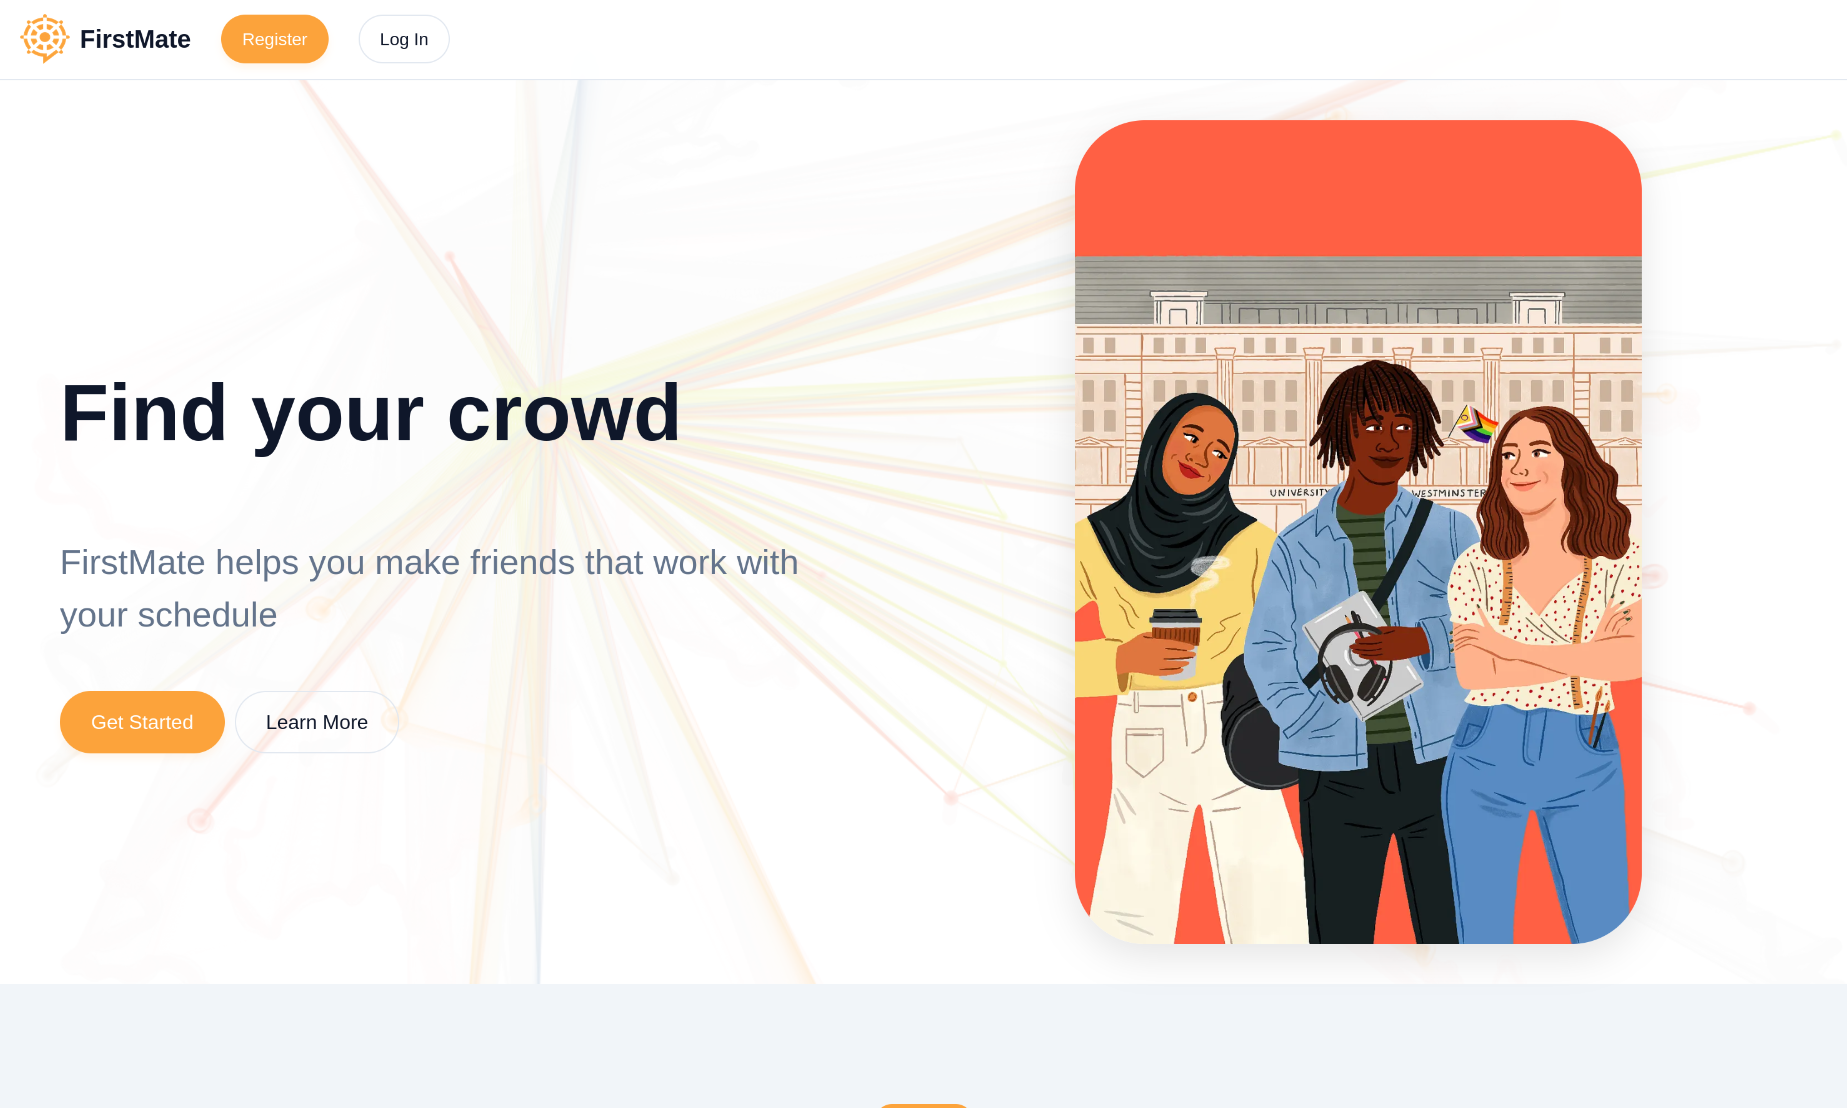 FirstMate
Register
Log In
Find your crowd
FirstMate helps you make friends that work with
your schedule
Get Started
Learn More
UNIVERSITY WESTMINSTER